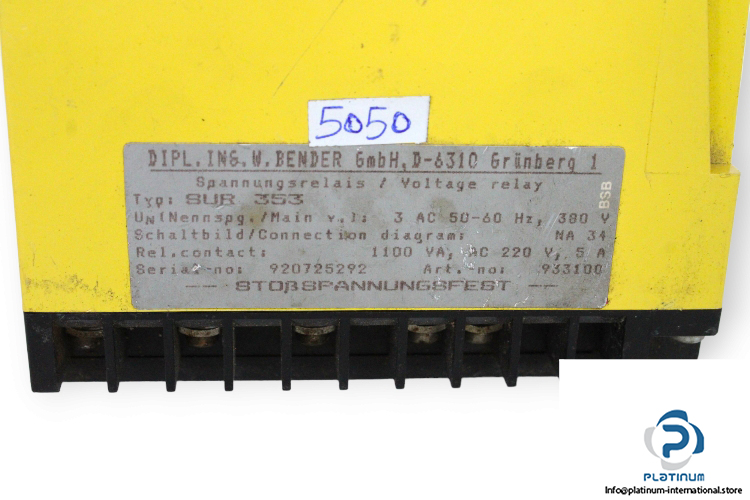 5050
DIPL.ING.W.BENDER GmbH,D-6310 Grünberg 1
Spannungsrelais / Voltage relay
Typ: SUR 353
UN(Nennspg./Main v.): 3 AC 50-60 Hz, 380 V
Schaltbild/Connection diagram: NA 34
Rel.contact: 1100 VA, AC 220 V, 5 A
Serial-no: 920725292 Art.-no: 933100
-- STOßSPANNUNGSFEST --
BSB
PLATINUM
Info@platinum-international.store